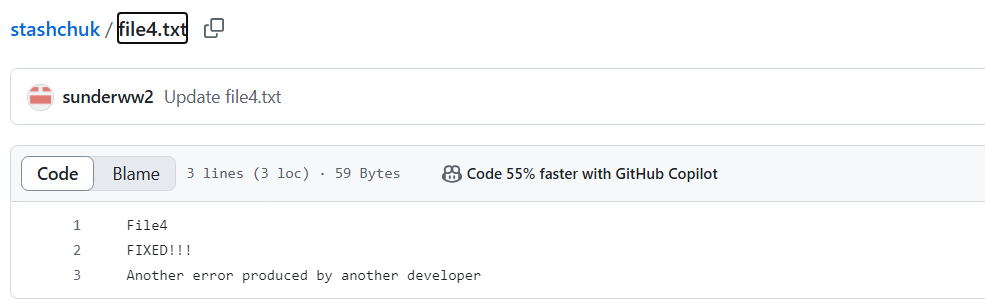 stashchuk / file4.txt
sunderww2 Update file4.txt
Code Blame 3 lines (3 loc) · 59 Bytes Code 55% faster with GitHub Copilot
1 File4
2 FIXED!!!
3 Another error produced by another developer